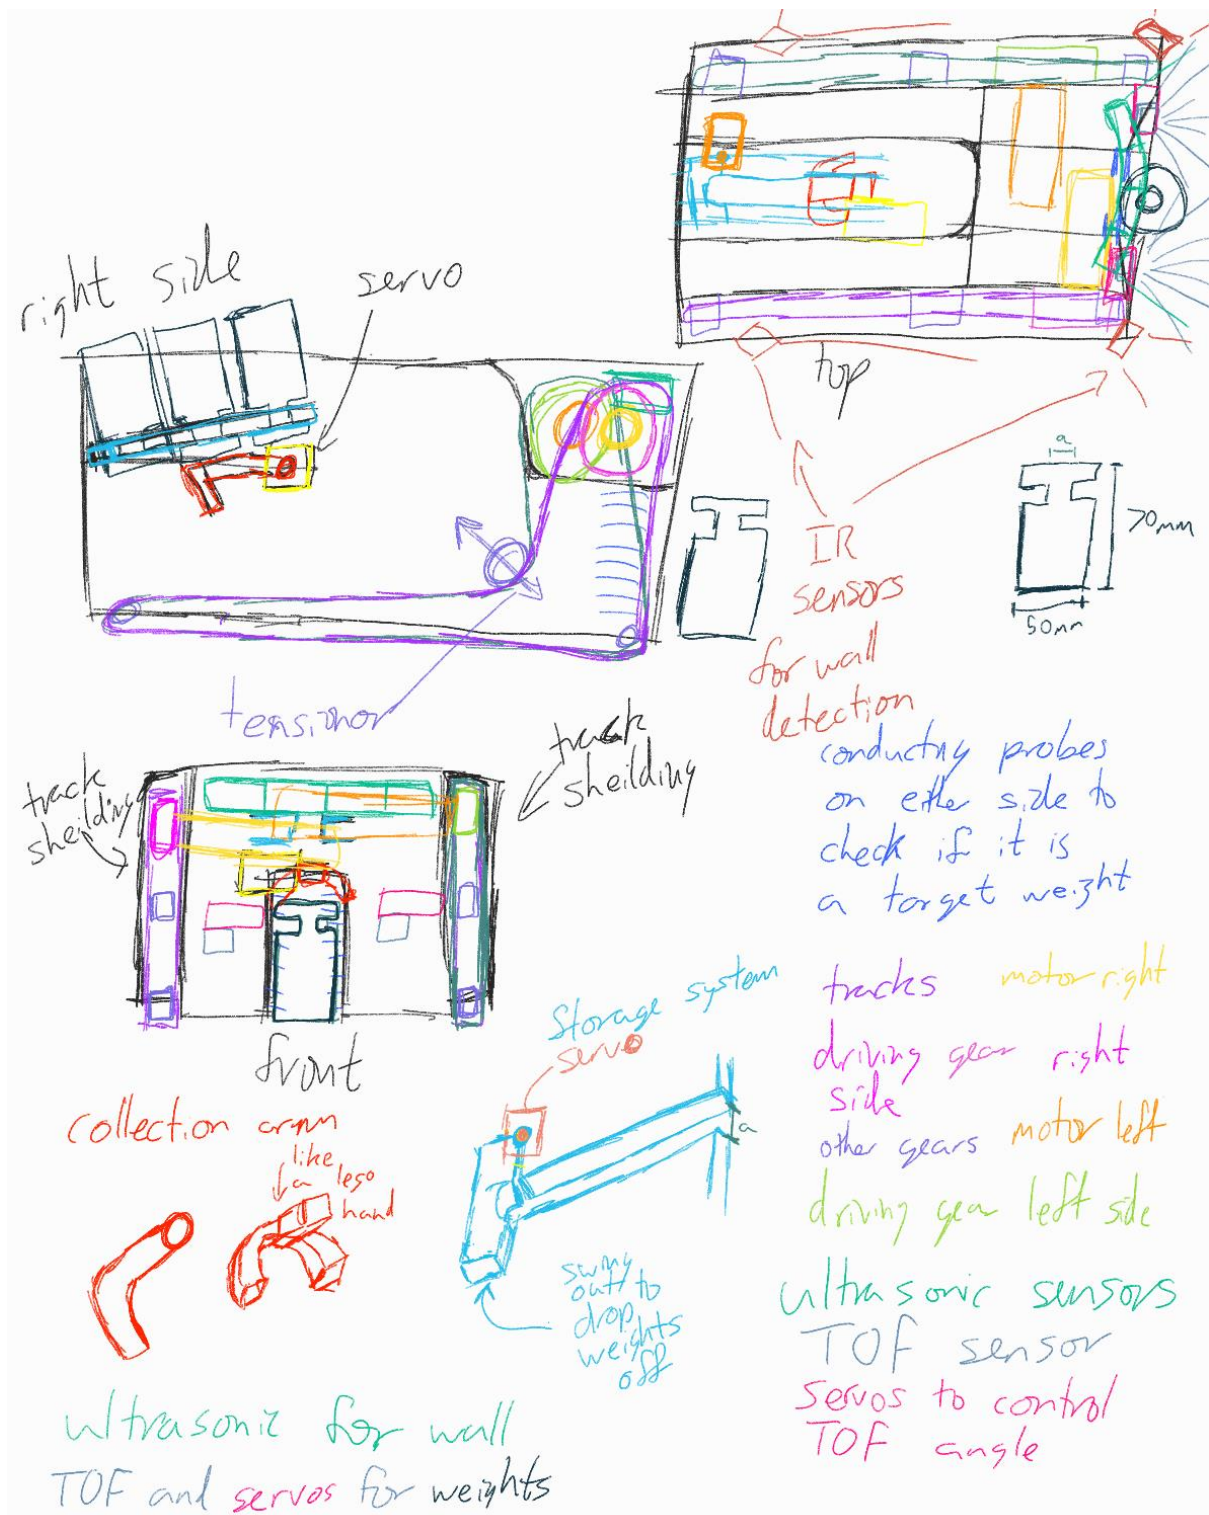 right side
servo
top
IR
sensors
for wall
detection
a
70mm
50mm
tensionor
track
sheilding
track
sheilding
front
conductng probes
on either side to
check if it is
a target weight
Storage system
servo
a
swing
out to
drop
weights
off
tracks
motor right
driving gear right
side
other gears
motor left
driving gear left side
ultrasonic sensors
TOF sensor
servos to control
TOF angle
collection arm
like
a lego
hand
ultrasonic for wall
TOF and servos for weights